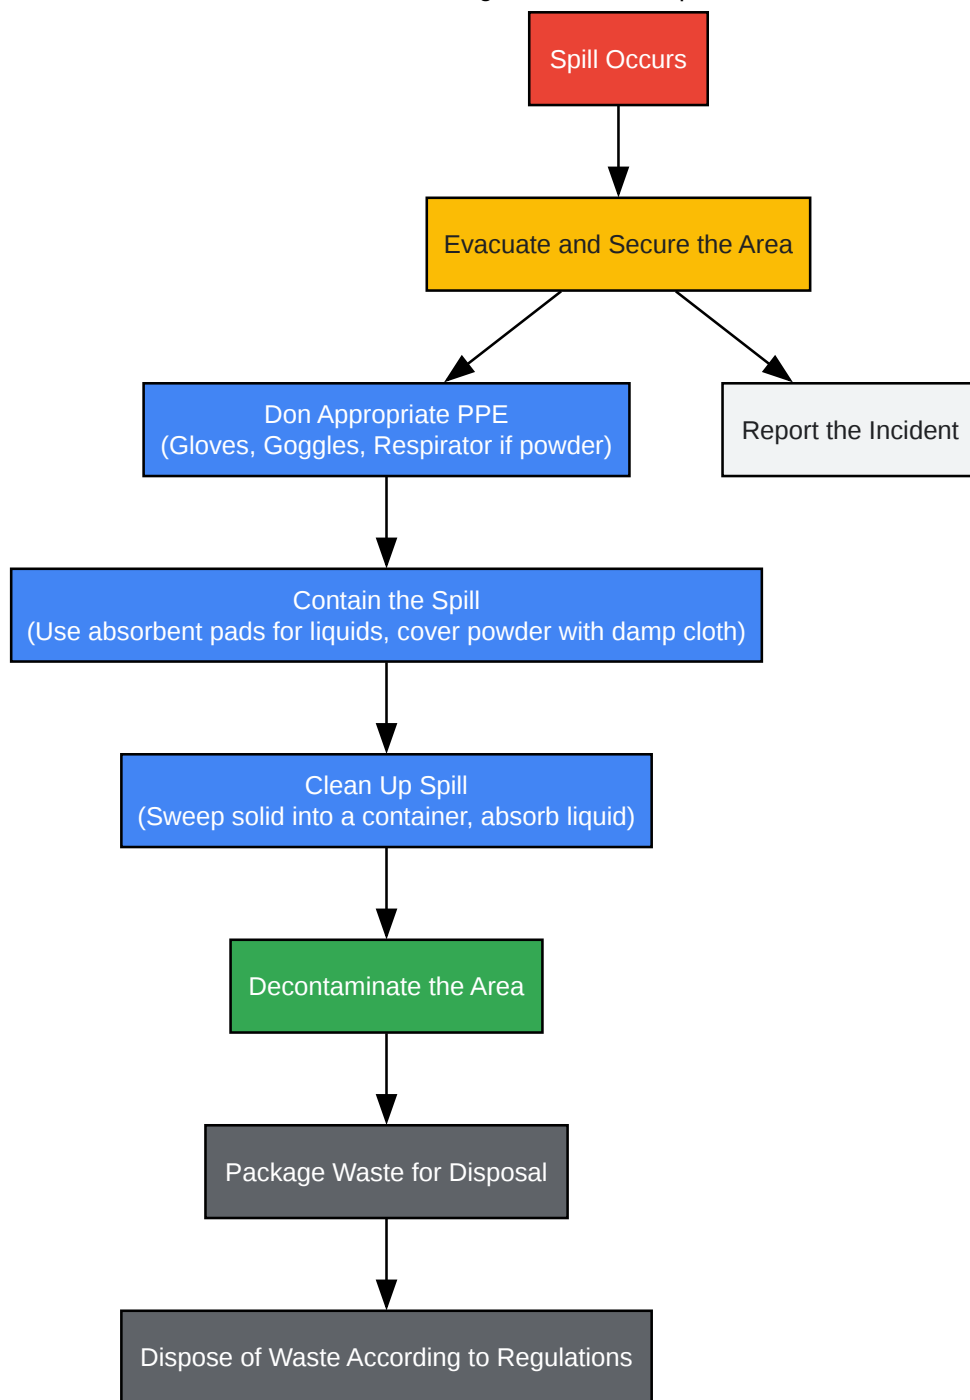 Spill Occurs
Evacuate and Secure the Area
Don Appropriate PPE
(Gloves, Goggles, Respirator if powder)
Report the Incident
Contain the Spill
(Use absorbent pads for liquids, cover powder with damp cloth)
Clean Up Spill
(Sweep solid into a container, absorb liquid)
Decontaminate the Area
Package Waste for Disposal
Dispose of Waste According to Regulations